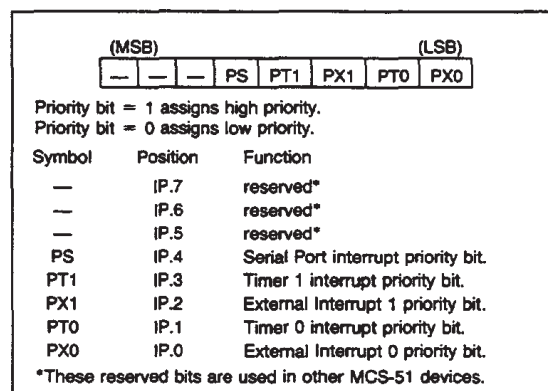 (MSB) (LSB)
— — — PS PT1 PX1 PT0 PX0
Priority bit = 1 assigns high priority.
Priority bit = 0 assigns low priority.
Symbol Position Function
— IP.7 reserved*
— IP.6 reserved*
— IP.5 reserved*
PS IP.4 Serial Port interrupt priority bit.
PT1 IP.3 Timer 1 interrupt priority bit.
PX1 IP.2 External Interrupt 1 priority bit.
PT0 IP.1 Timer 0 interrupt priority bit.
PX0 IP.0 External Interrupt 0 priority bit.
*These reserved bits are used in other MCS-51 devices.